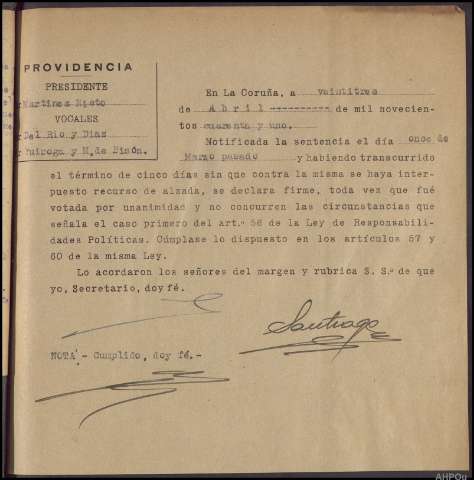 PROVIDENCIA
PRESIDENTE
Martinez Nieto
VOCALES
Del Rio y Diaz
Quiroga y M. de Pisón.
En La Coruña, a veintitres
de Abril ---------- de mil novecien-
tos cuarenta y uno.
Notificada la sentencia el día once de
Marzo pasado y habiendo transcurrido
el término de cinco días sin que contra la misma se haya inter-
puesto recurso de alzada, se declara firme, toda vez que fué
votada por unanimidad y no concurren las circunstancias que
señala el caso primero del art.º 56 de la Ley de Responsabili-
dades Políticas. Cúmplase lo dispuesto en los artículos 57 y
60 de la misma Ley.
Lo acordaron los señores del margen y rubrica S. S.ª de que
yo, Secretario, doy fé.
Santiago
NOTA.- Cumplido, doy fé.-
AHPOu